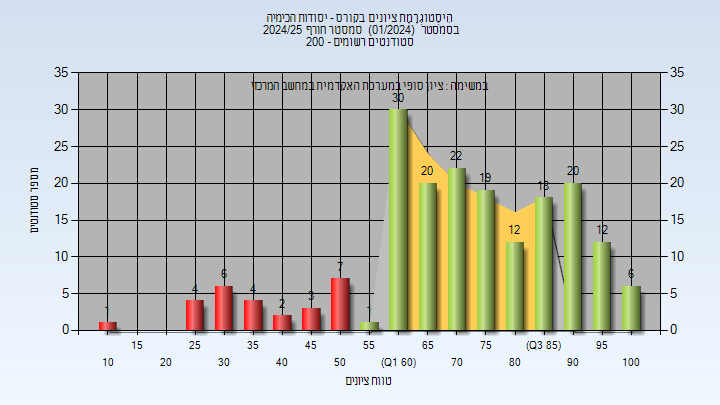 היסטוגרמת ציונים בקורס - יסודות הכימיה
בסמסטר (01/2024) סמסטר חורף 2024/25
סטודנטים רשומים - 200
במשימה : ציון סופי במערכת האקדמית במחשב המרכזי
מספר סטודנטים
35 35
30 30
25 25
20 20
15 15
10 10
5 5
0 0
1 4 6 4 2 3 7 1 30 20 22 19 12 18 20 12 6
15 25 35 45 55 65 75 (Q3 85) 95
10 20 30 40 50 (Q1 60) 70 80 90 100
טווח ציונים